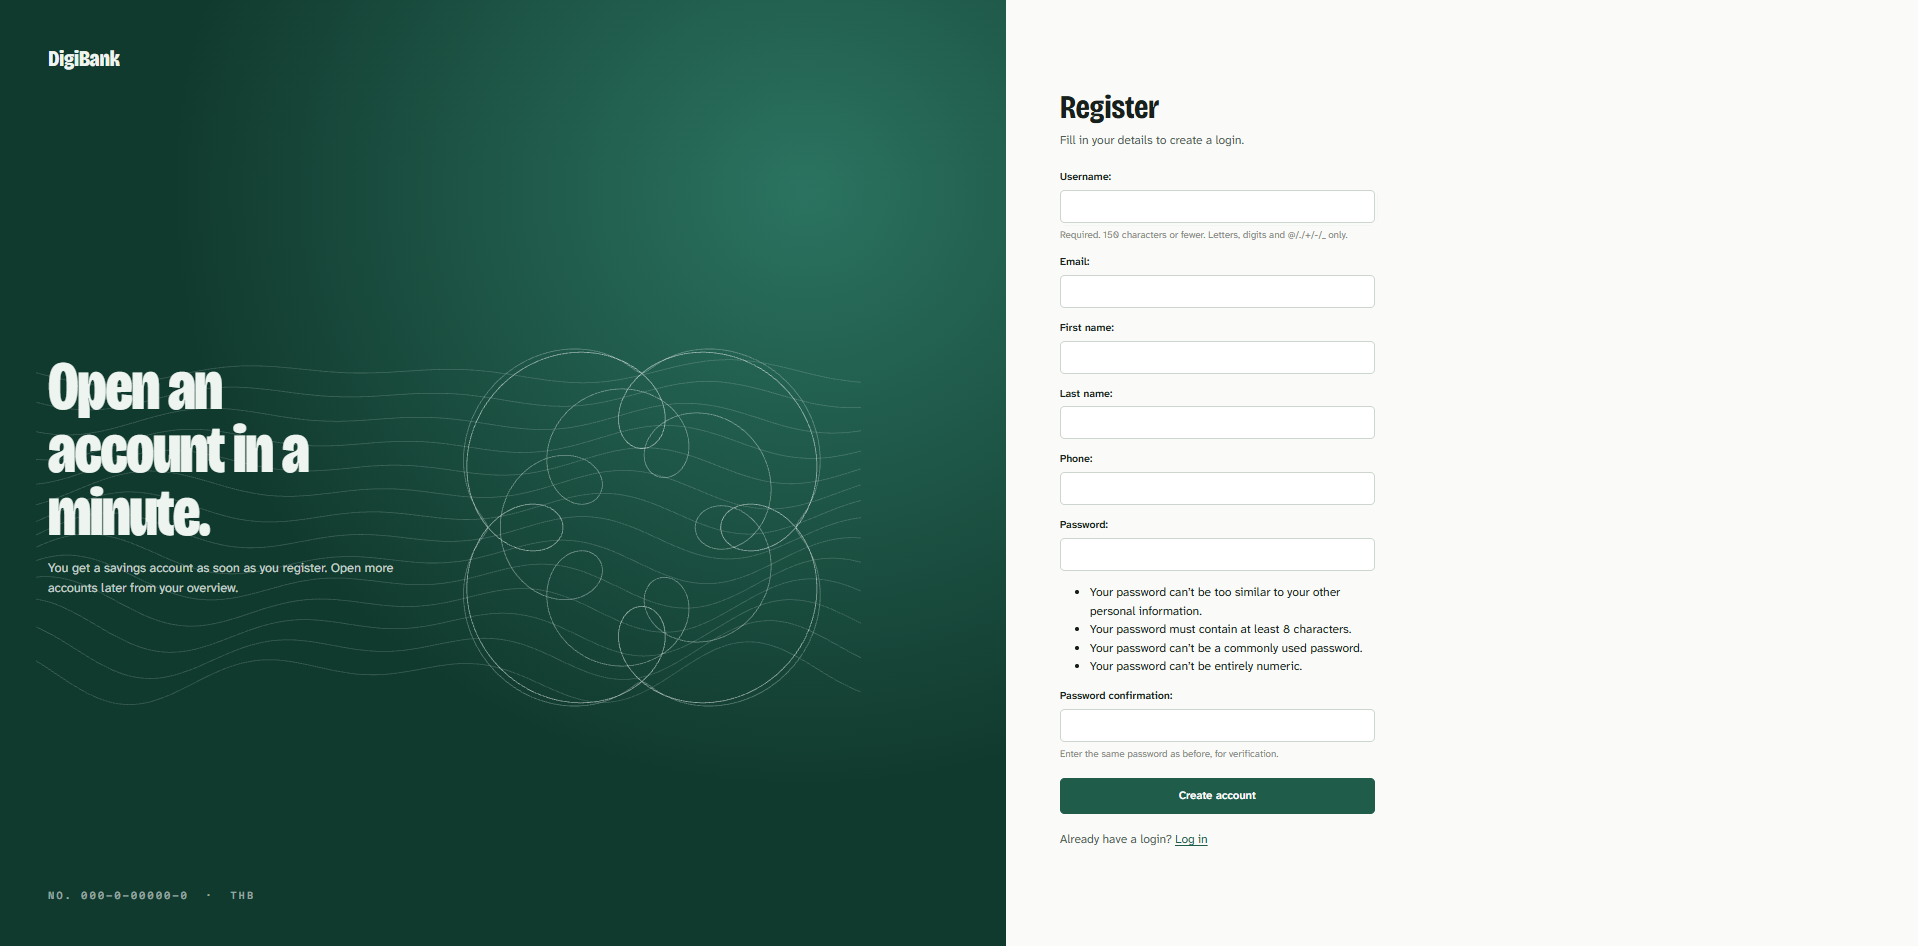 DigiBank
Open an
account in a
minute.
You get a savings account as soon as you register. Open more
accounts later from your overview.
NO. 000-0-00000-0 · THB
Register
Fill in your details to create a login.
Username:
Required. 150 characters or fewer. Letters, digits and @/./+/-/_ only.
Email:
First name:
Last name:
Phone:
Password:
• Your password can’t be too similar to your other
personal information.
• Your password must contain at least 8 characters.
• Your password can’t be a commonly used password.
• Your password can’t be entirely numeric.
Password confirmation:
Enter the same password as before, for verification.
Create account
Already have a login? Log in